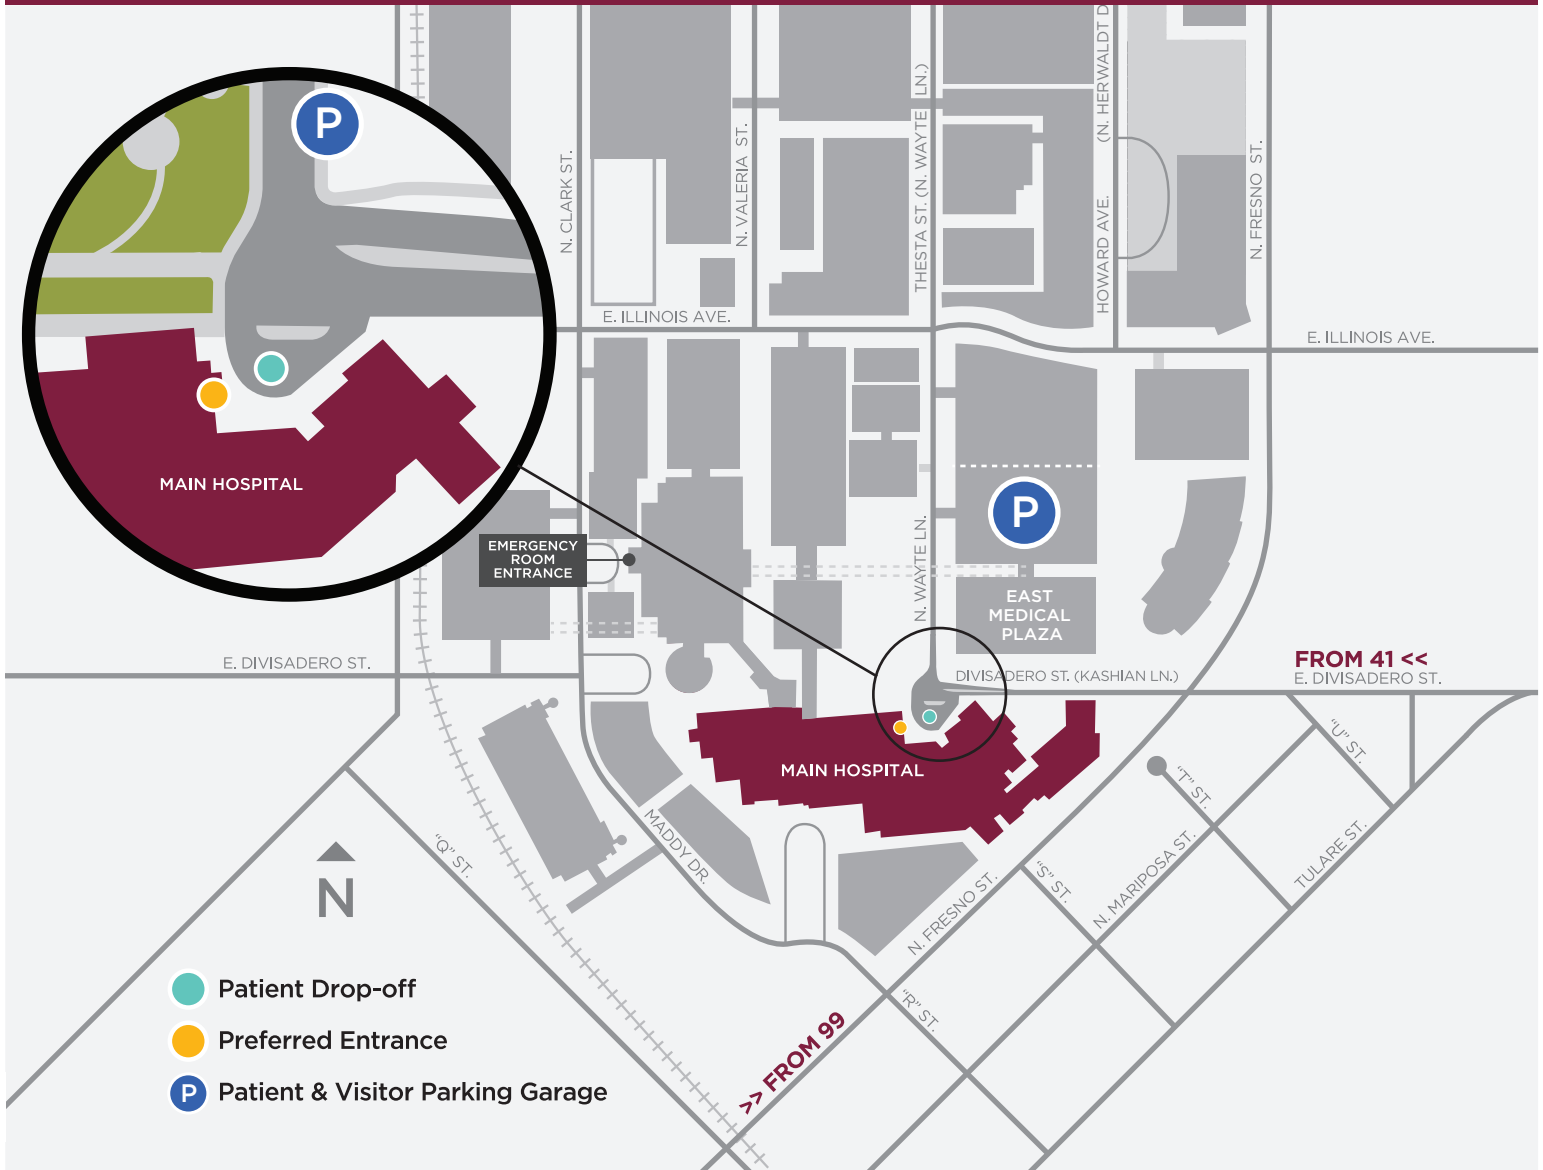 P
MAIN HOSPITAL
N. CLARK ST.
N. VALERIA ST.
THESTA ST. (N. WAYTE LN.)
HOWARD AVE.
(N. HERWALDT D
N. FRESNO ST.
E. ILLINOIS AVE.
E. ILLINOIS AVE.
EMERGENCY
ROOM
ENTRANCE
N. WAYTE LN.
P
EAST
MEDICAL
PLAZA
E. DIVISADERO ST.
DIVISADERO ST. (KASHIAN LN.)
FROM 41 <<
E. DIVISADERO ST.
MAIN HOSPITAL
"U" ST.
"T" ST.
"Q" ST.
MADDY DR.
N. FRESNO ST.
"S" ST.
N. MARIPOSA ST.
TULARE ST.
N
"R" ST.
>> FROM 99
Patient Drop-off
Preferred Entrance
P Patient & Visitor Parking Garage